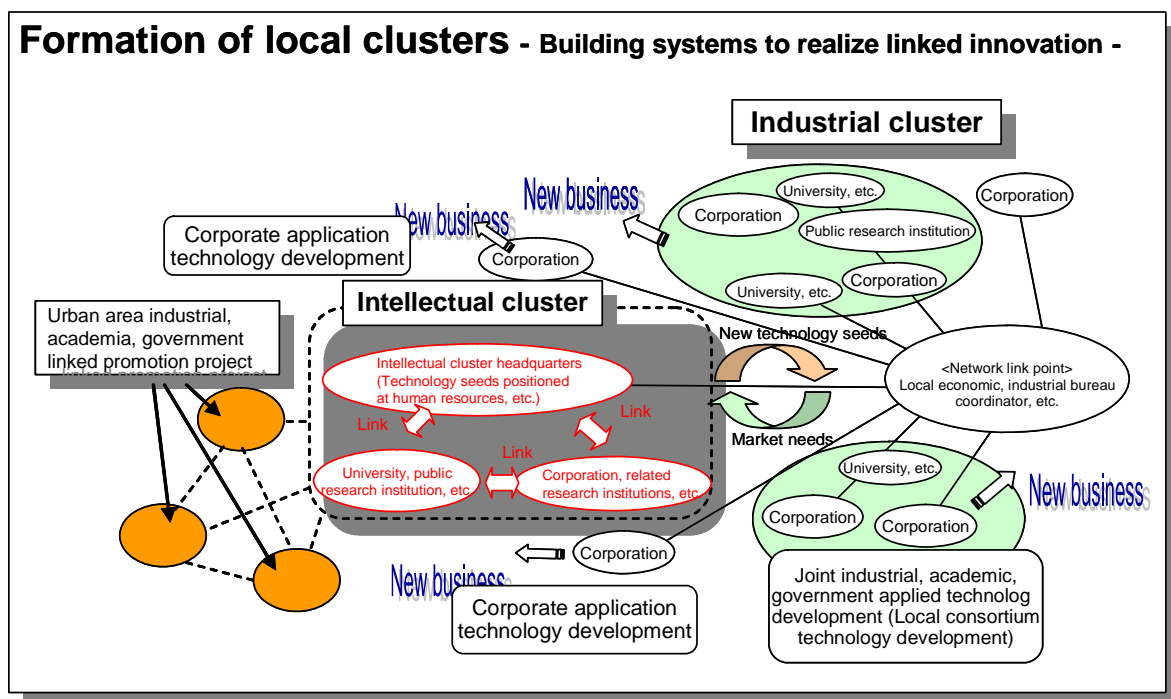 Formation of local clusters - Building systems to realize linked innovation -
Industrial cluster
New business
University, etc.
Corporation
Public research institution
Corporation
University, etc.
Corporation
New business
Corporate application
technology development
Corporation
Intellectual cluster
Urban area industrial,
academia, government
linked promotion project
Intellectual cluster headquarters
(Technology seeds positioned
at human resources, etc.)
Link
Link
Link
University, public
research institution, etc
Corporation, related
research institutions, etc
New technology seeds
Market needs
<Network link point>
Local economic, industrial bureau
coordinator, etc.
University, etc.
Corporation
Corporation
New business
Joint industrial, academic,
government applied technolog
development (Local consortium
technology development)
Corporation
New business
Corporate application
technology development